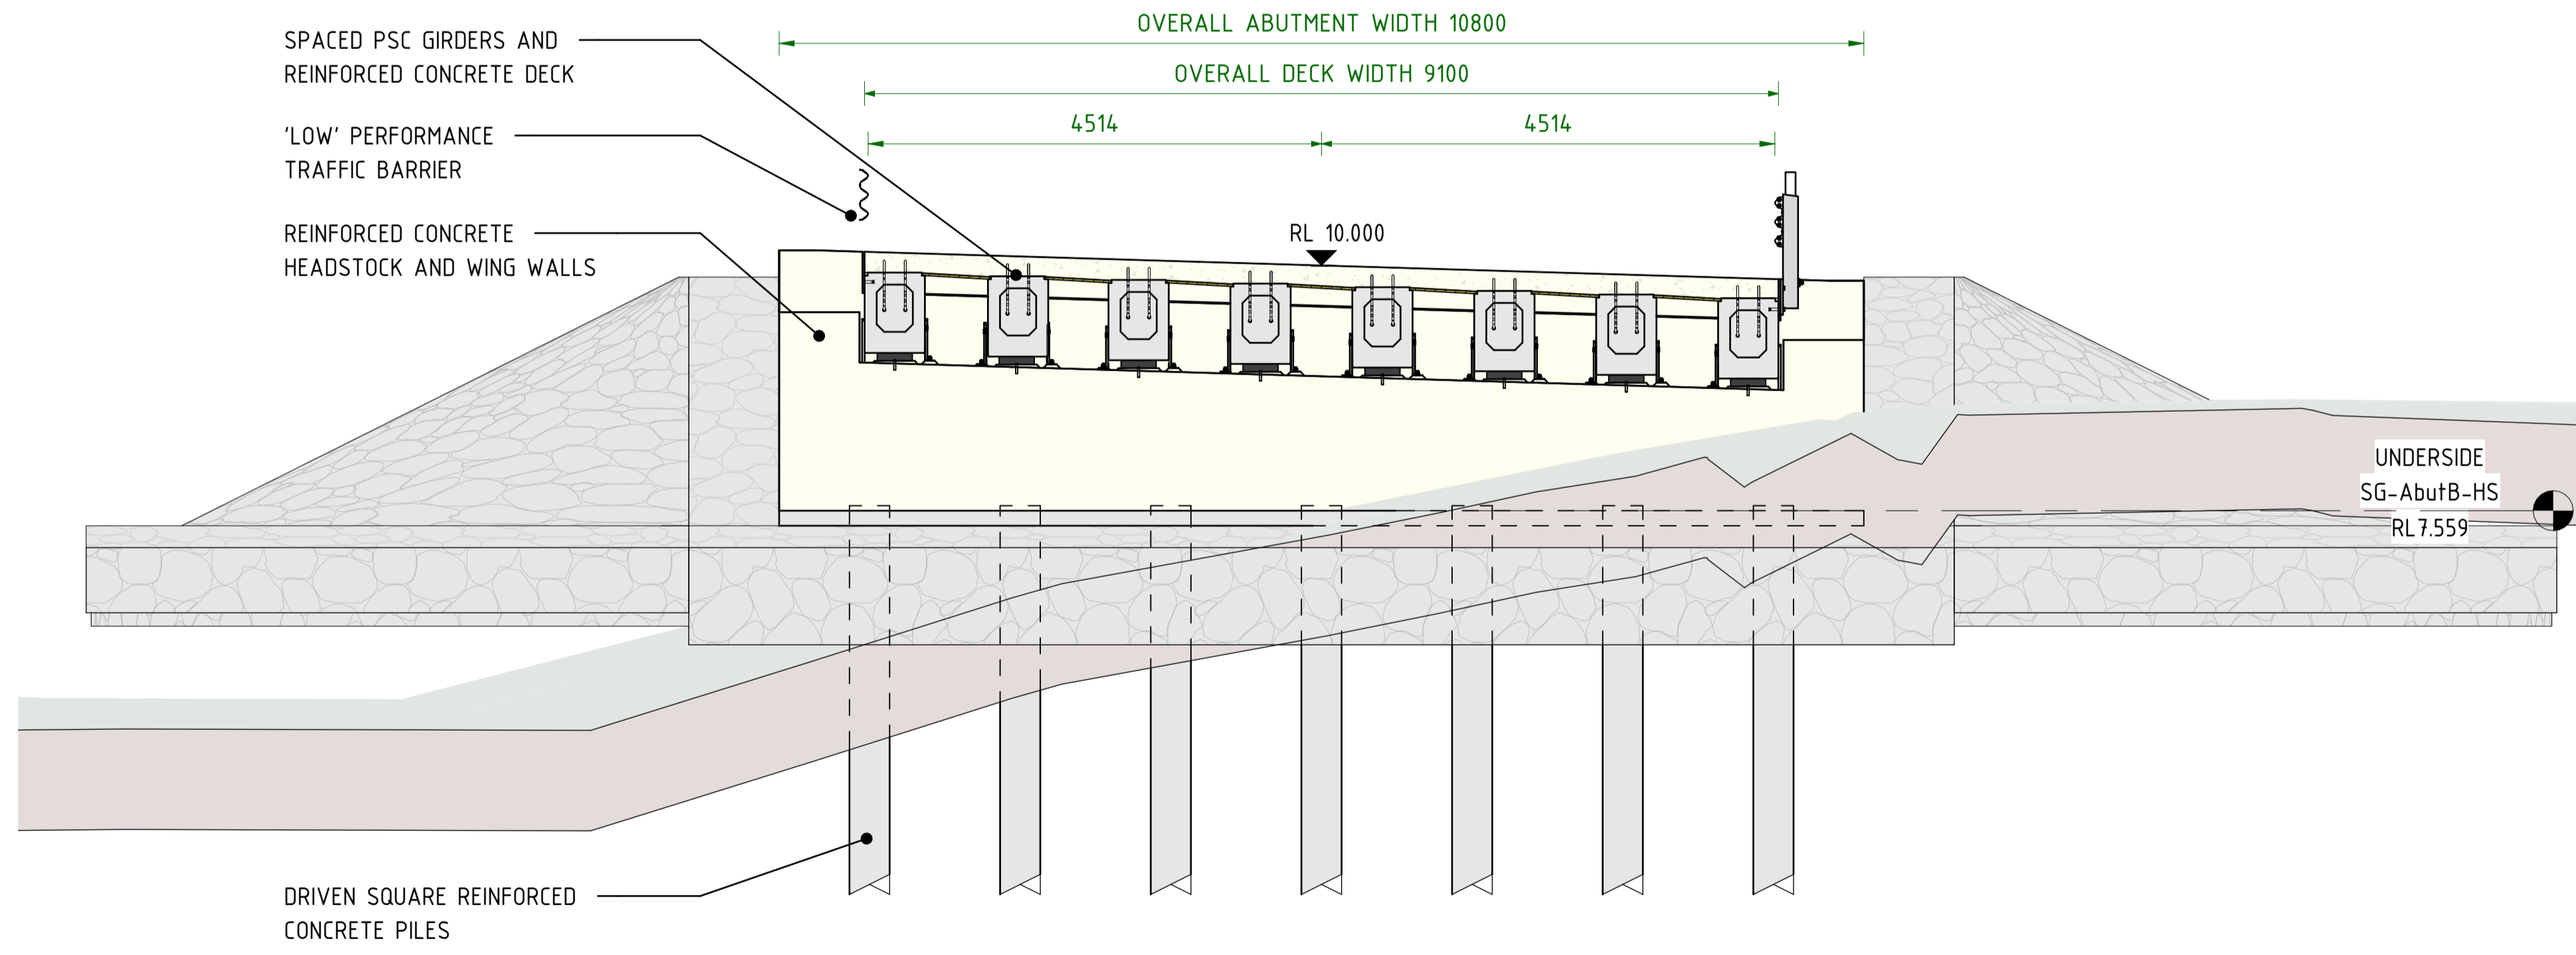 OVERALL ABUTMENT WIDTH 10800
SPACED PSC GIRDERS AND
REINFORCED CONCRETE DECK
OVERALL DECK WIDTH 9100
4514
4514
'LOW' PERFORMANCE
TRAFFIC BARRIER
REINFORCED CONCRETE
HEADSTOCK AND WING WALLS
RL 10.000
UNDERSIDE
SG-AbutB-HS
RL7.559
DRIVEN SQUARE REINFORCED
CONCRETE PILES